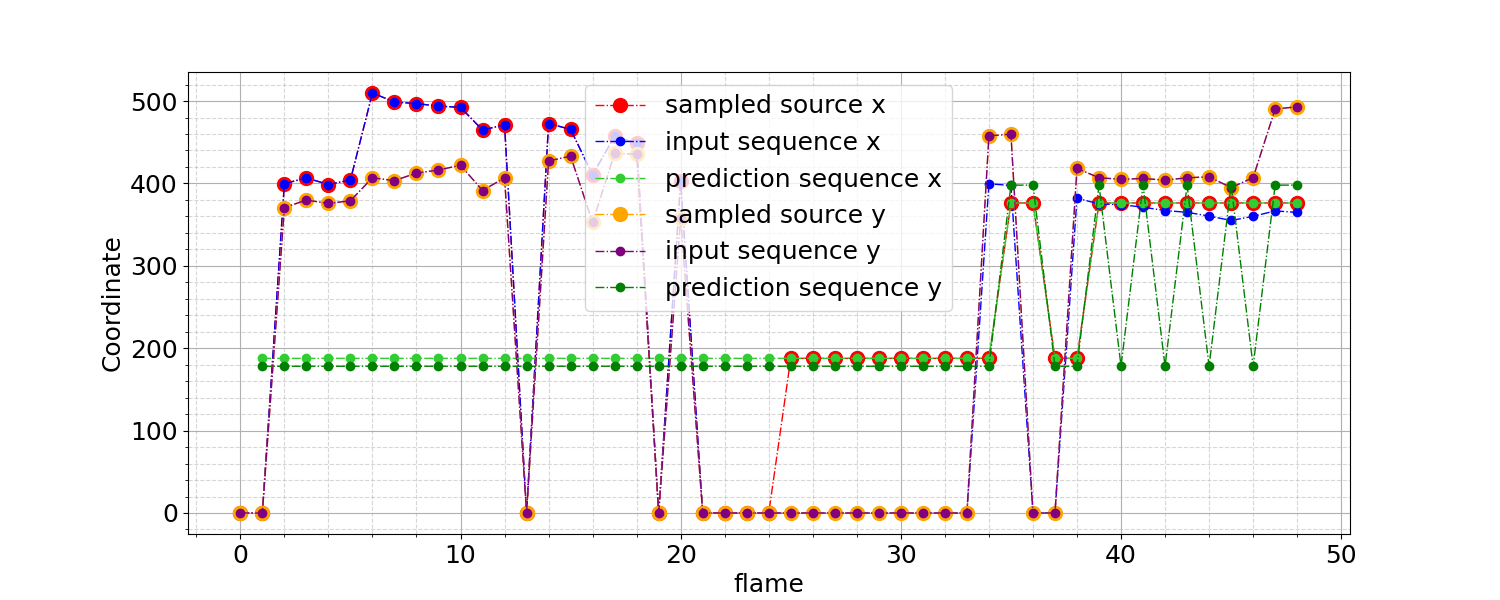 500
400
300
200
100
0
Coordinate
sampled source x
input sequence x
prediction sequence x
sampled source y
input sequence y
prediction sequence y
0 10 20 30 40 50
flame